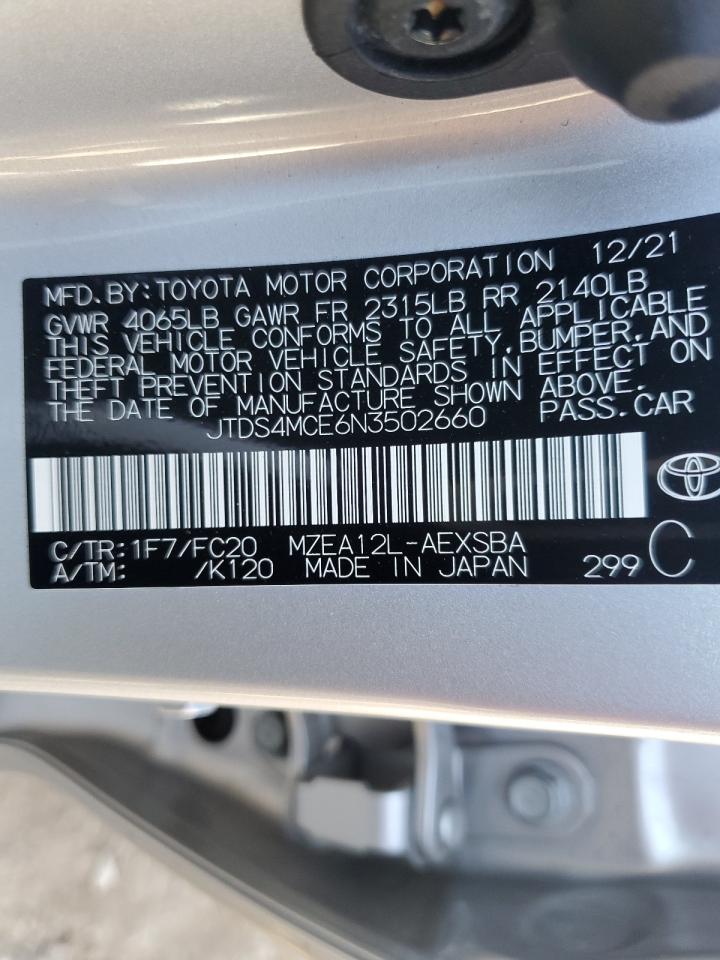 MFD.BY:TOYOTA MOTOR CORPORATION 12/21
GVWR 4065LB GAWR FR 2315LB RR 2140LB
THIS VEHICLE CONFORMS TO ALL APPLICABLE
FEDERAL MOTOR VEHICLE SAFETY,BUMPER,AND
THEFT PREVENTION STANDARDS IN EFFECT ON
THE DATE OF MANUFACTURE SHOWN ABOVE.
JTDS4MCE6N3502660 PASS.CAR
C/TR:1F7/FC20 MZEA12L-AEXSBA
A/TM: /K120 MADE IN JAPAN 299 C